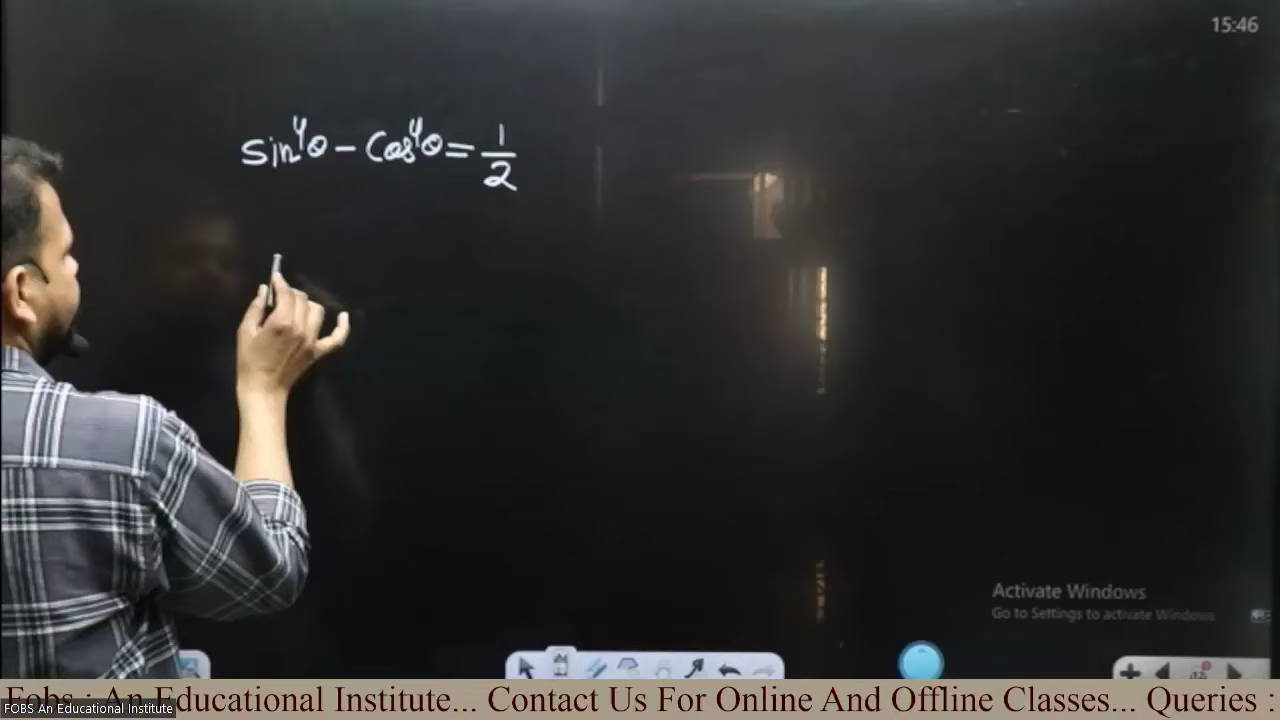 15:46
sin⁴θ - cos⁴θ = 1/2
Activate Windows
Go to Settings to activate Windows
Fobs : An Educational Institute... Contact Us For Online And Offline Classes... Queries :
FOBS An Educational Institute